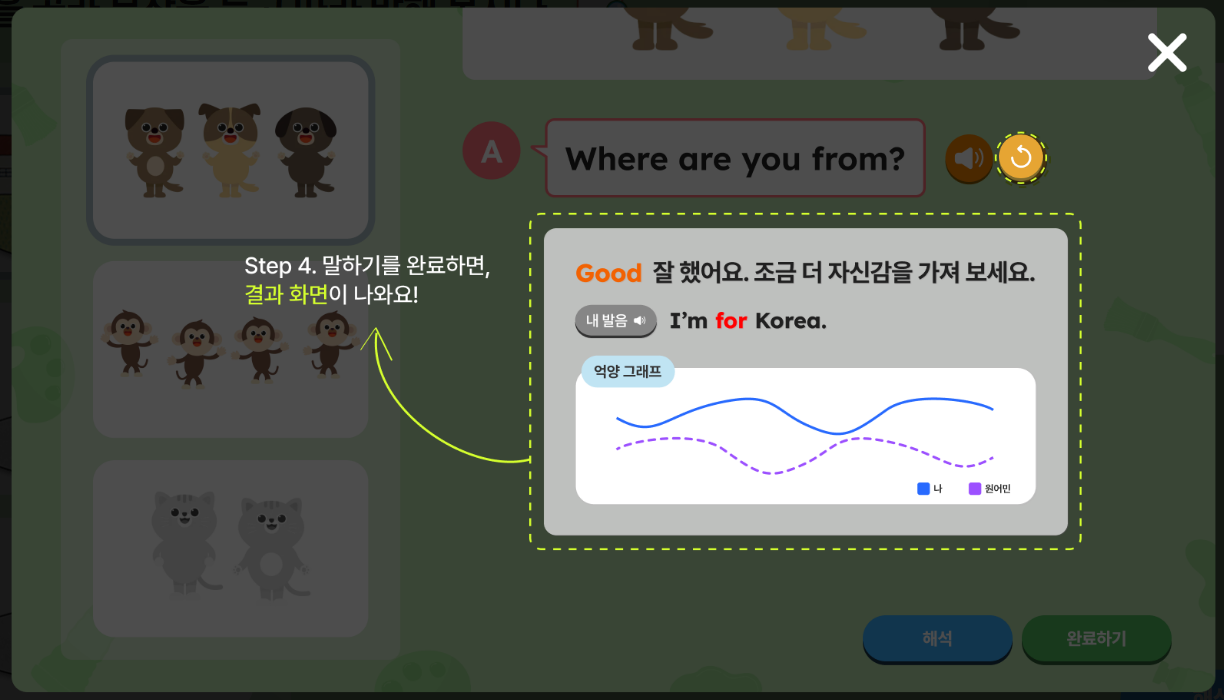 A
Where are you from?
Step 4. 말하기를 완료하면,
결과 화면이 나와요!
Good 잘 했어요. 조금 더 자신감을 가져 보세요.
내 발음
I’m for Korea.
억양 그래프
나
원어민
해석
완료하기